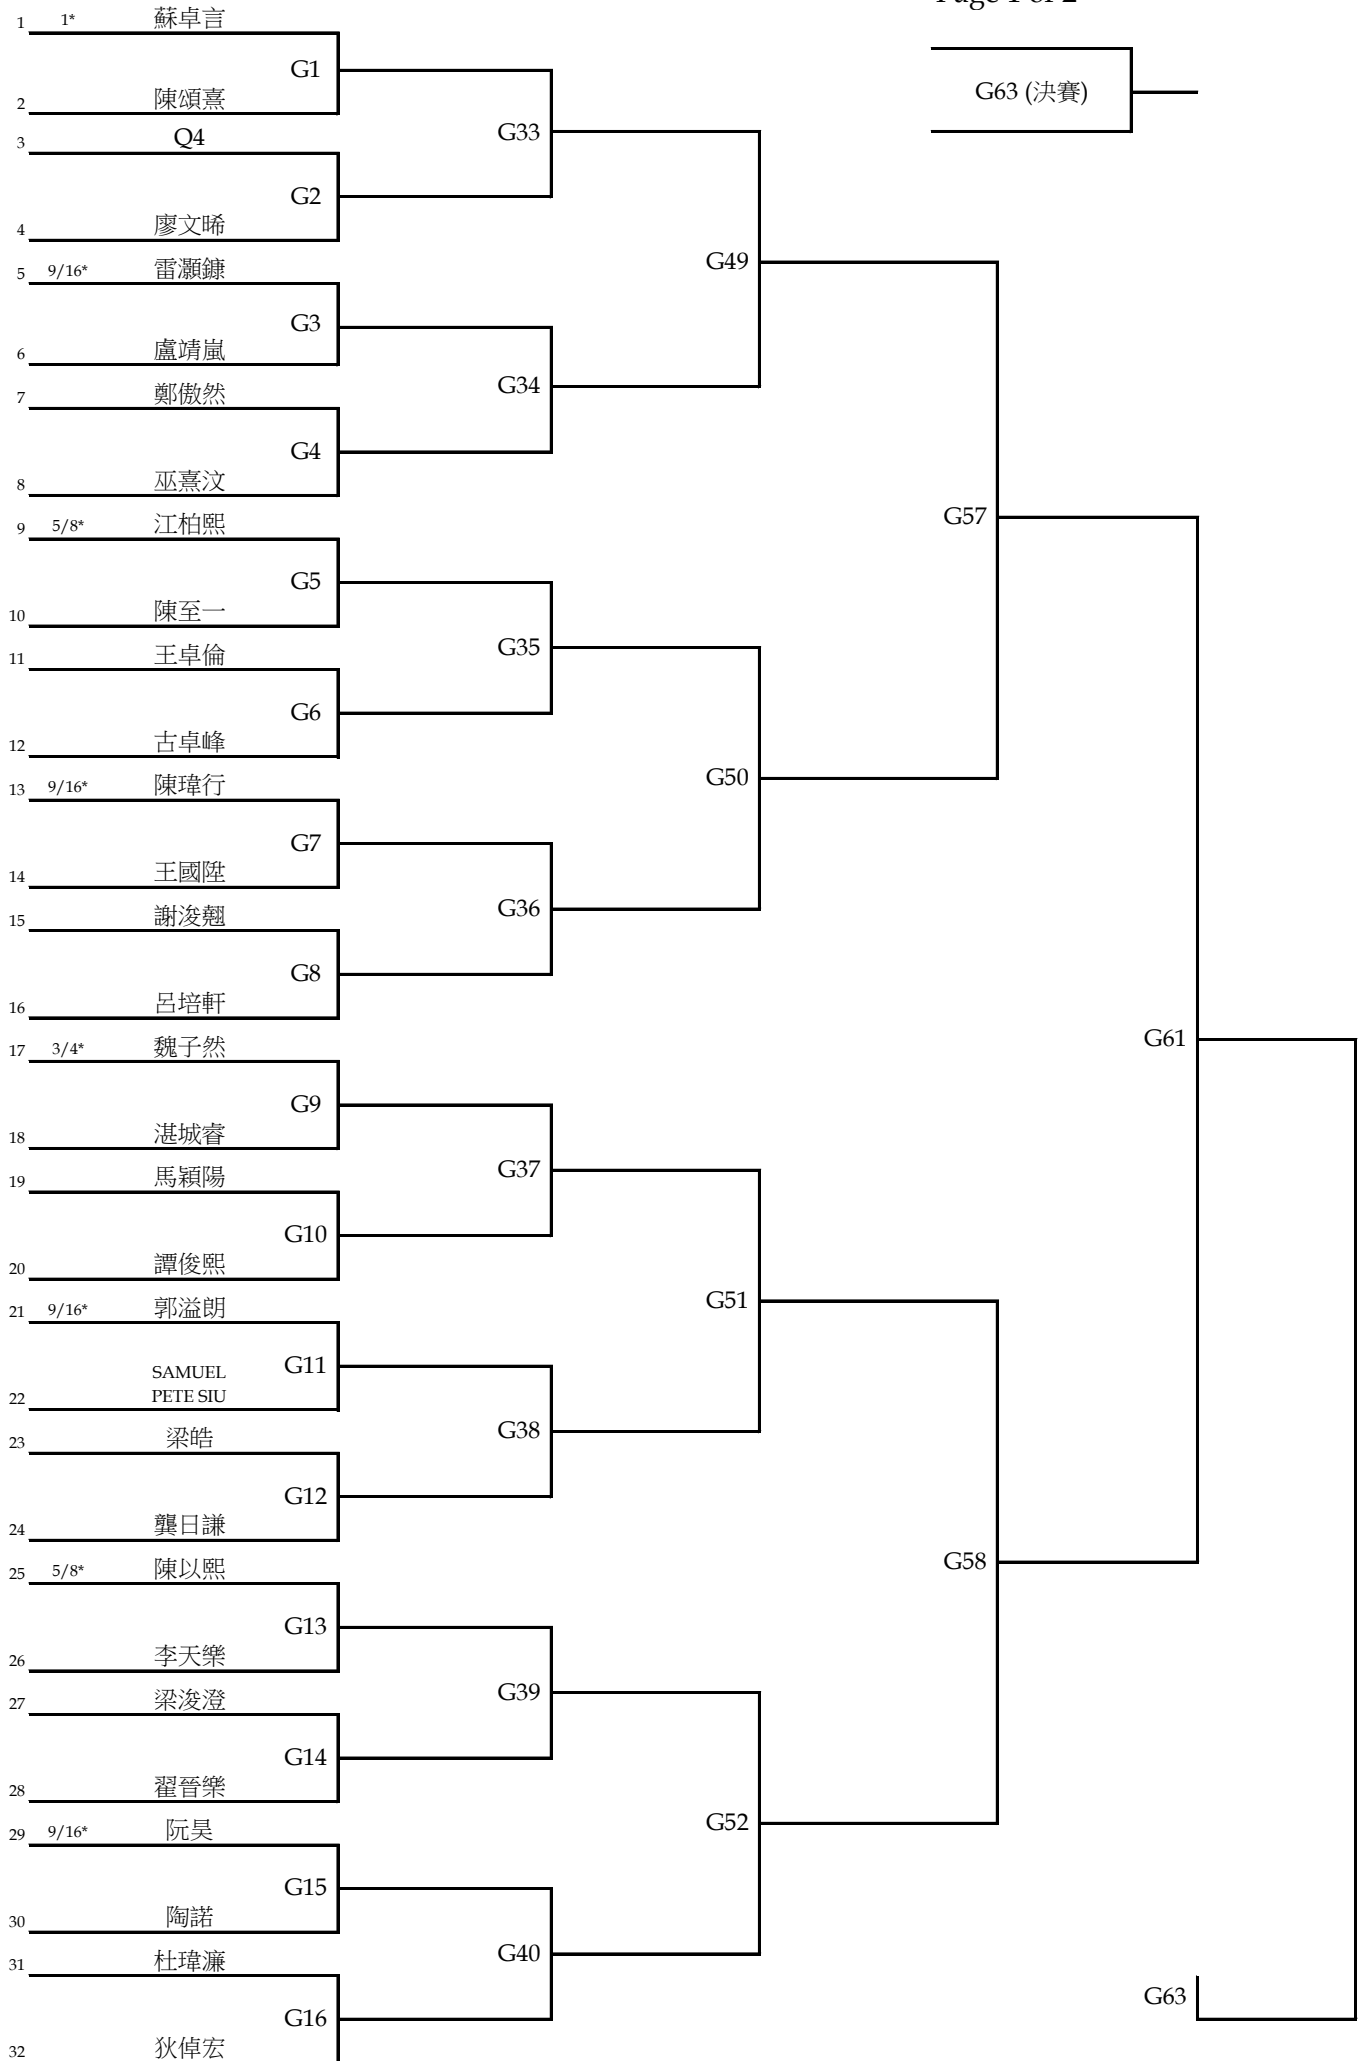 Page 1 of 2
1 1* 蘇卓言
G1
2 陳頌熹
3 Q4
G33
G63 (決賽)
G2
4 廖文晞
5 9/16* 雷灝鏮
G49
G3
6 盧靖嵐
7 鄭傲然
G34
G4
8 巫熹汶
9 5/8* 江柏熙
G57
G5
10 陳至一
11 王卓倫
G35
G6
12 古卓峰
13 9/16* 陳瑋行
G50
G7
14 王國陞
15 謝浚翹
G36
G8
16 呂培軒
17 3/4* 魏子然
G61
G9
18 湛城睿
19 馬穎陽
G37
G10
20 譚俊熙
21 9/16* 郭溢朗
G51
G11
SAMUEL
22 PETE SIU
23 梁皓
G38
G12
24 龔日謙
25 5/8* 陳以熙
G58
G13
26 李天樂
27 梁浚澄
G39
G14
28 翟晉樂
29 9/16* 阮昊
G52
G15
30 陶諾
31 杜瑋濂
G40
G63
G16
32 狄倬宏